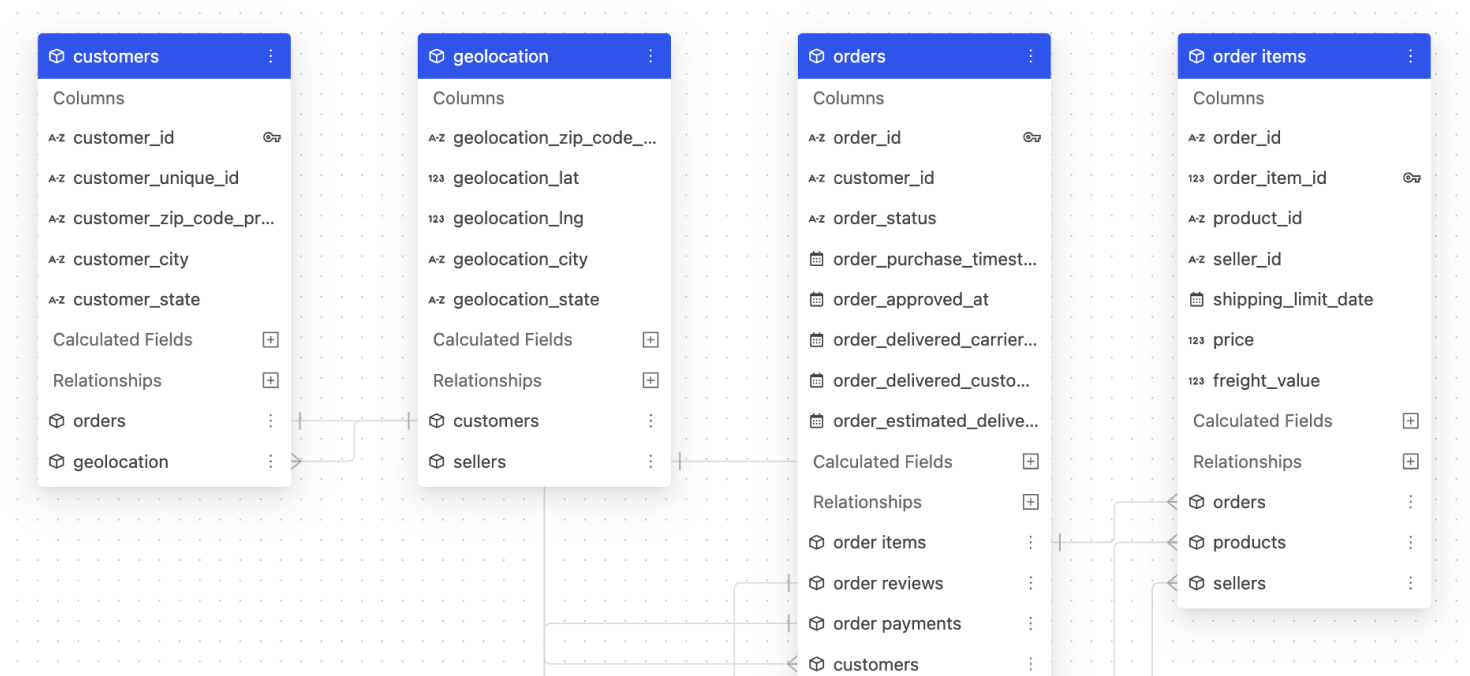 customers
Columns
A-Z customer_id
A-Z customer_unique_id
A-Z customer_zip_code_pr...
A-Z customer_city
A-Z customer_state
Calculated Fields
Relationships
orders
geolocation
geolocation
Columns
A-Z geolocation_zip_code_...
123 geolocation_lat
123 geolocation_lng
A-Z geolocation_city
A-Z geolocation_state
Calculated Fields
Relationships
customers
sellers
orders
Columns
A-Z order_id
A-Z customer_id
A-Z order_status
order_purchase_timest...
order_approved_at
order_delivered_carrier...
order_delivered_custo...
order_estimated_delive...
Calculated Fields
Relationships
order items
order reviews
order payments
customers
order items
Columns
A-Z order_id
123 order_item_id
A-Z product_id
A-Z seller_id
shipping_limit_date
123 price
123 freight_value
Calculated Fields
Relationships
orders
products
sellers